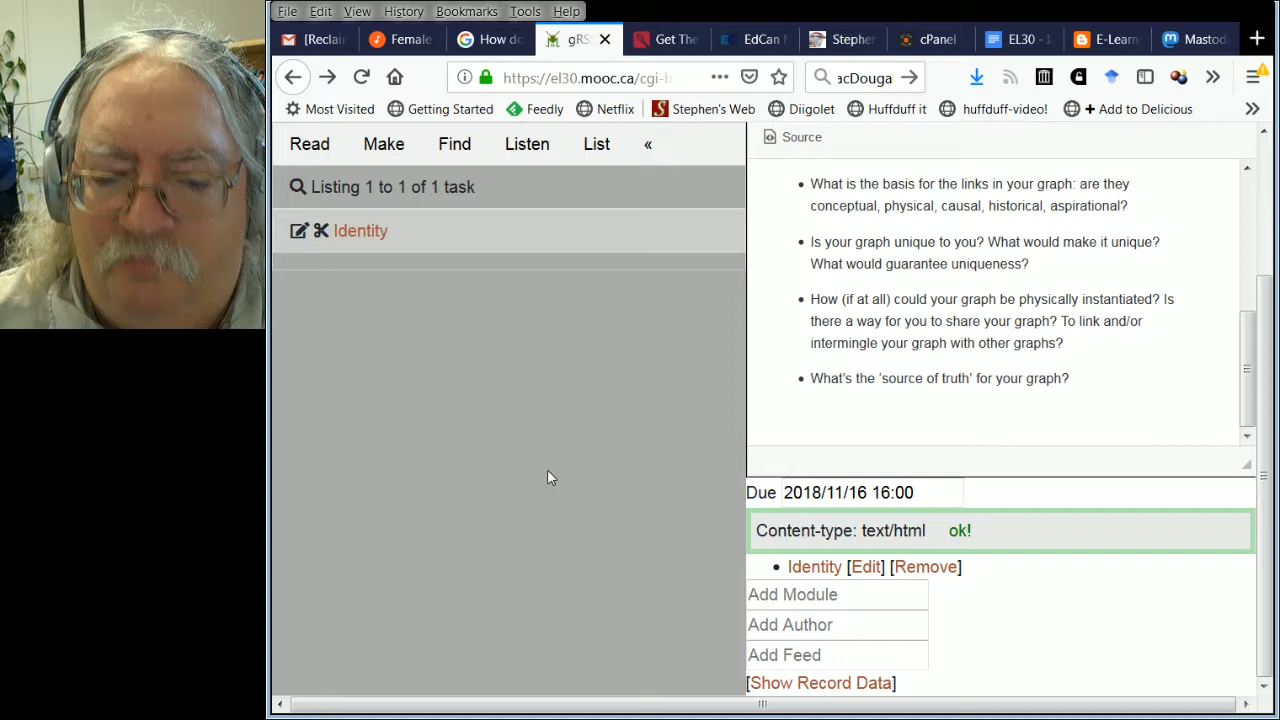 File Edit View History Bookmarks Tools Help
[Reclai Female How do gRS Get The EdCan Stephe cPanel EL30 - E-Learn Mastod
https://el30.mooc.ca/cgi-b acDouga
Most Visited Getting Started Feedly Netflix Stephen's Web Diigolet Huffduff it huffduff-video! + Add to Delicious
Read Make Find Listen List «
Source
Listing 1 to 1 of 1 task
Identity
What is the basis for the links in your graph: are they
conceptual, physical, causal, historical, aspirational?
Is your graph unique to you? What would make it unique?
What would guarantee uniqueness?
How (if at all) could your graph be physically instantiated? Is
there a way for you to share your graph? To link and/or
intermingle your graph with other graphs?
What's the 'source of truth' for your graph?
Due 2018/11/16 16:00
Content-type: text/html ok!
Identity [Edit] [Remove]
Add Module
Add Author
Add Feed
[Show Record Data]